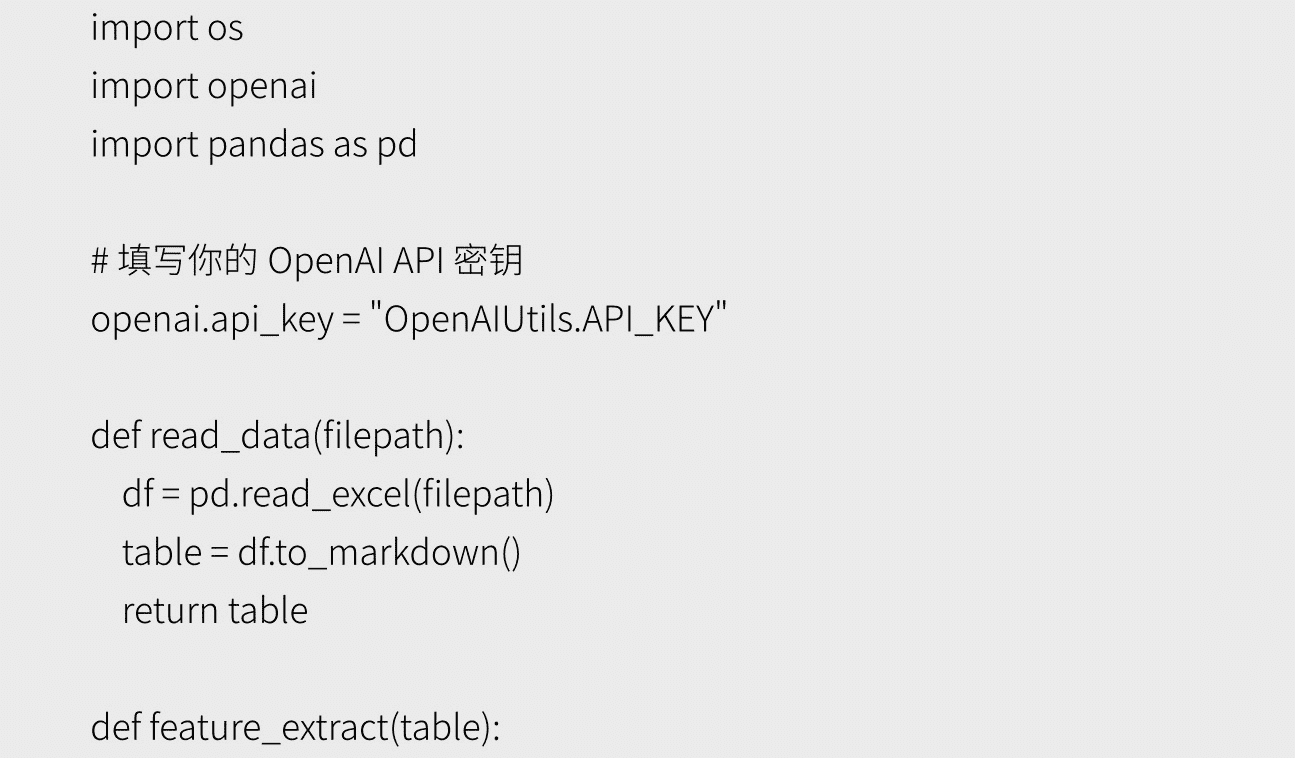 import os
import openai
import pandas as pd
# 填写你的 OpenAI API 密钥
openai.api_key = "OpenAIUtils.API_KEY"
def read_data(filepath):
    df = pd.read_excel(filepath)
    table = df.to_markdown()
    return table
def feature_extract(table):